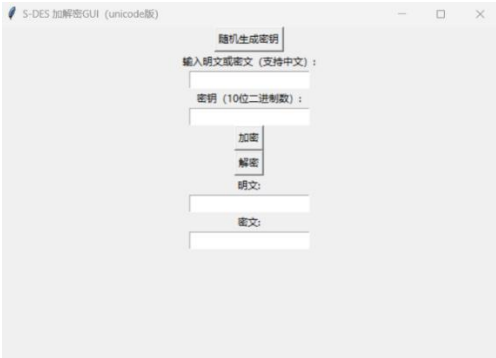 S-DES 加解密GUI（unicode版）
随机生成密钥
输入明文或密文（支持中文）:
密钥（10位二进制数）:
加密
解密
明文:
密文: